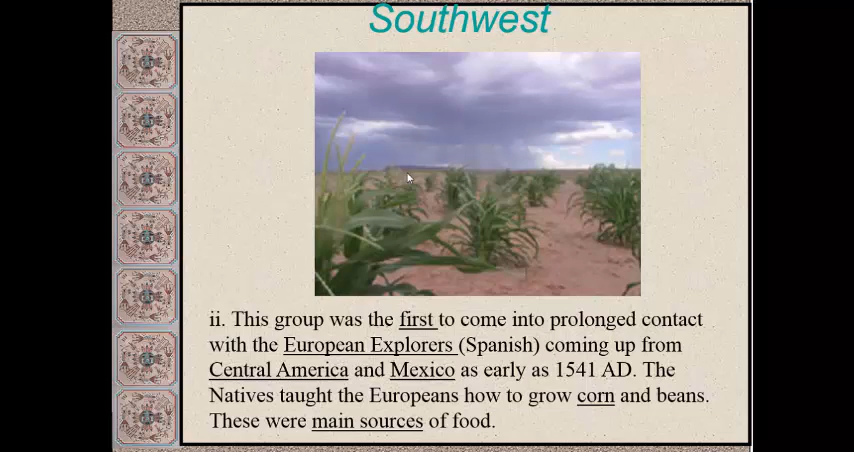 Southwest
ii. This group was the first to come into prolonged contact
with the European Explorers (Spanish) coming up from
Central America and Mexico as early as 1541 AD. The
Natives taught the Europeans how to grow corn and beans.
These were main sources of food.